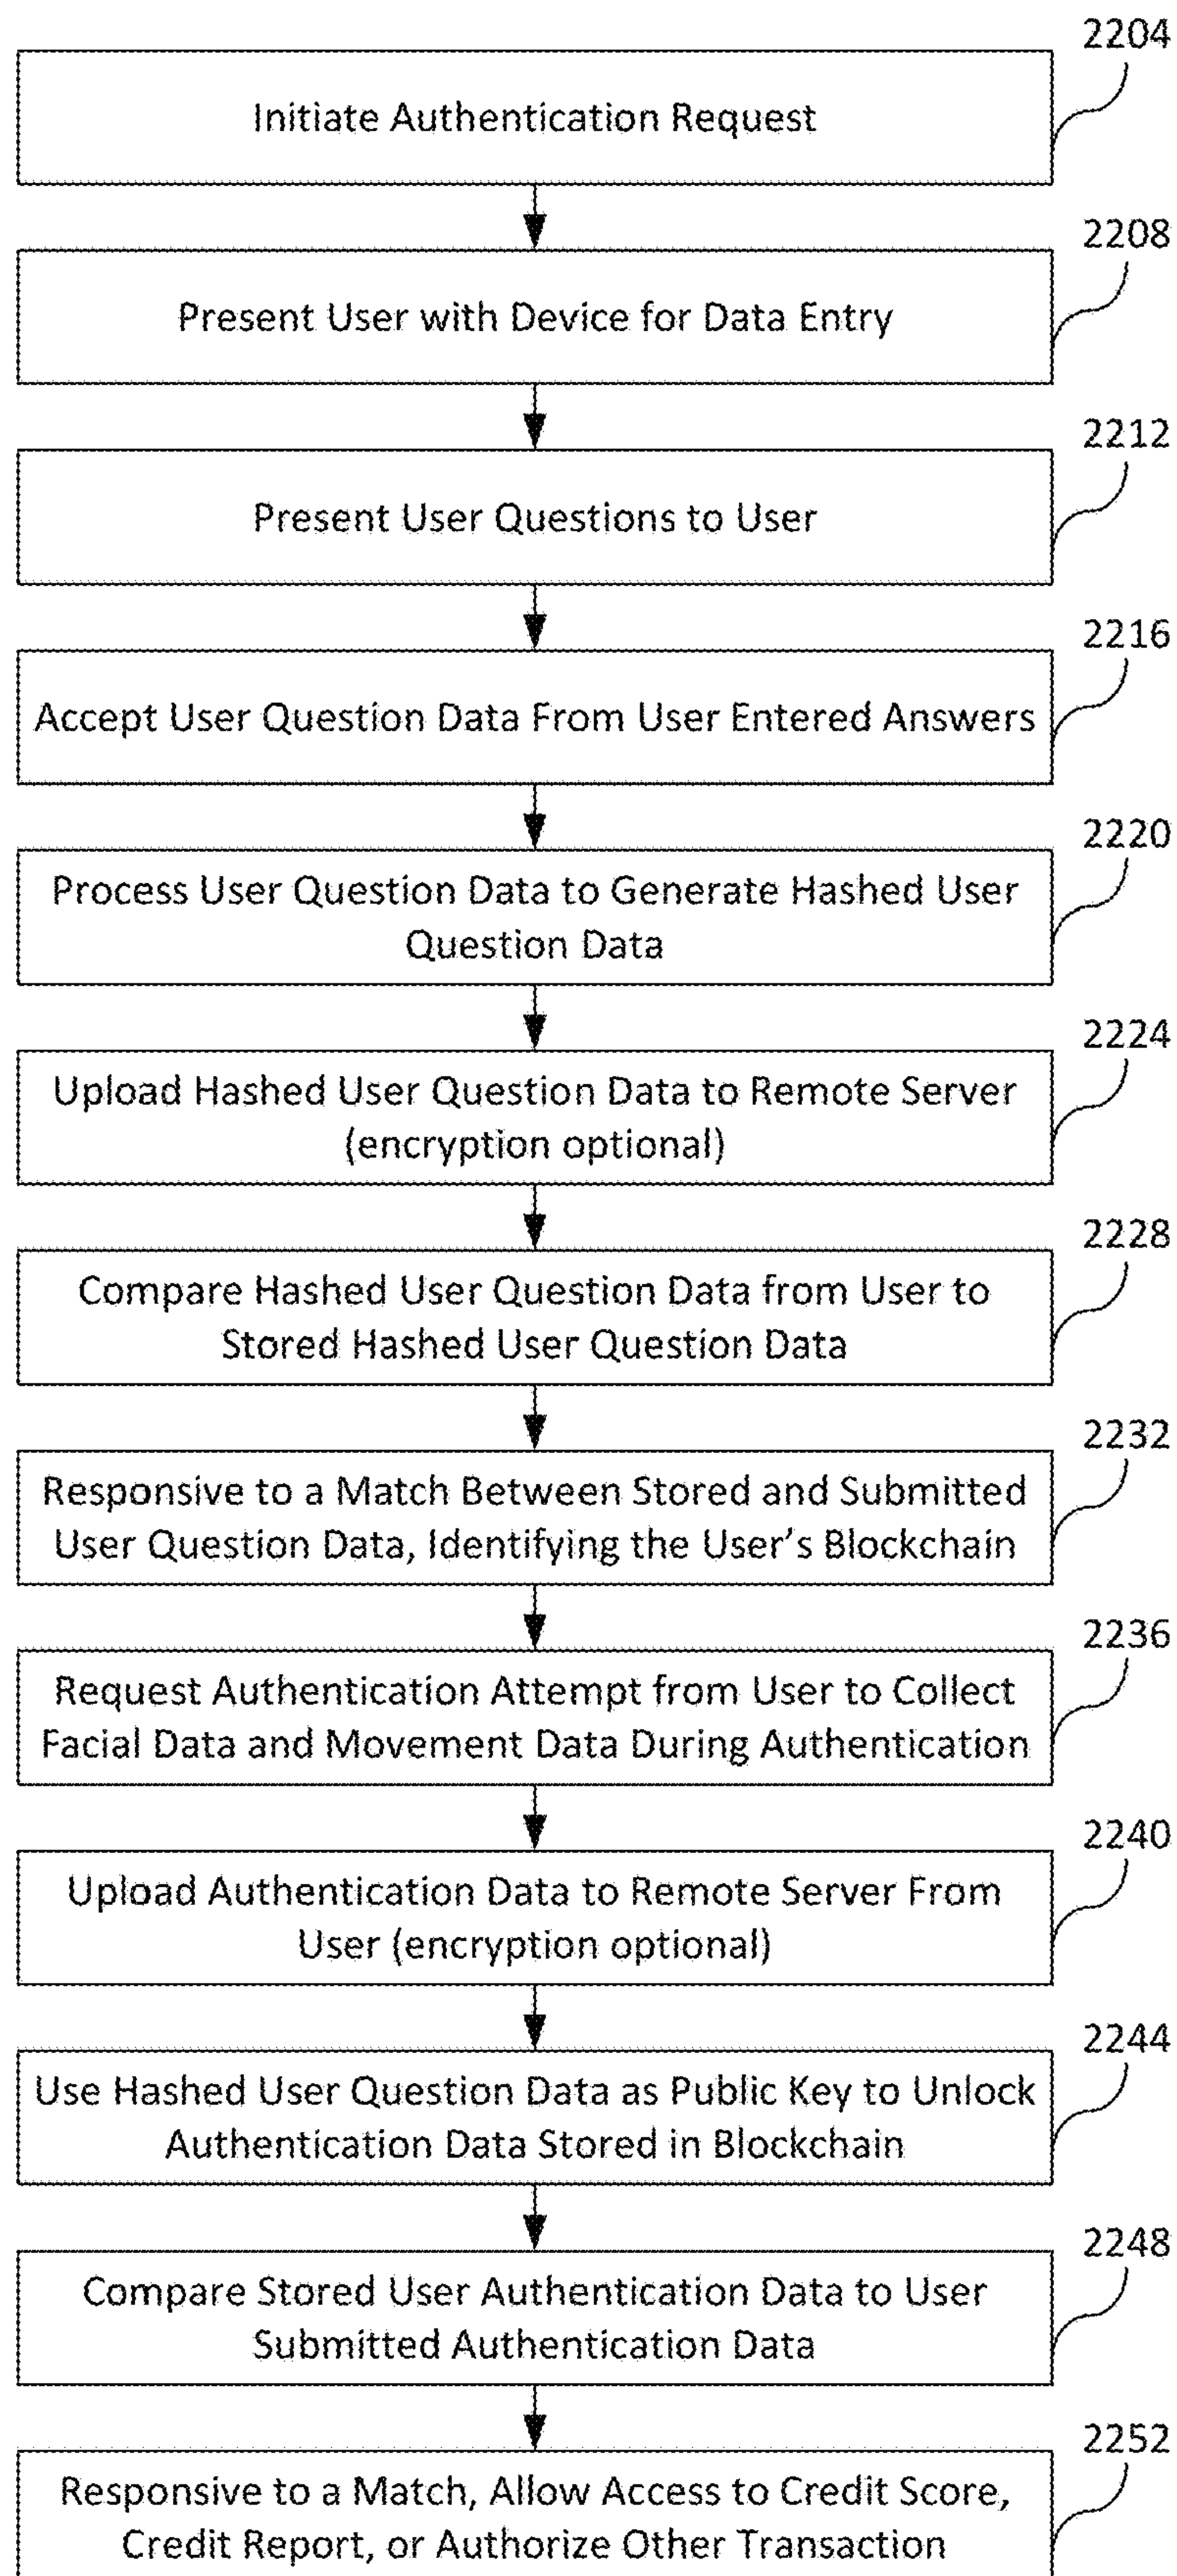 2204
Initiate Authentication Request
2208
Present User with Device for Data Entry
2212
Present User Questions to User
2216
Accept User Question Data From User Entered Answers
2220
Process User Question Data to Generate Hashed User
Question Data
2224
Upload Hashed User Question Data to Remote Server
(encryption optional)
2228
Compare Hashed User Question Data from User to
Stored Hashed User Question Data
2232
Responsive to a Match Between Stored and Submitted
User Question Data, Identifying the User's Blockchain
2236
Request Authentication Attempt from User to Collect
Facial Data and Movement Data During Authentication
2240
Upload Authentication Data to Remote Server From
User (encryption optional)
2244
Use Hashed User Question Data as Public Key to Unlock
Authentication Data Stored in Blockchain
2248
Compare Stored User Authentication Data to User
Submitted Authentication Data
2252
Responsive to a Match, Allow Access to Credit Score,
Credit Report, or Authorize Other Transaction